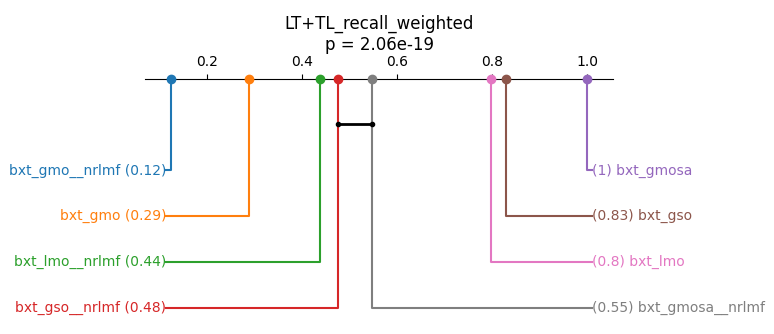 LT+TL_recall_weighted
p = 2.06e-19
0.2 0.4 0.6 0.8 1.0
bxt_gmo__nrlmf (0.12) (1) bxt_gmosa
bxt_gmo (0.29) (0.83) bxt_gso
bxt_lmo__nrlmf (0.44) (0.8) bxt_lmo
bxt_gso__nrlmf (0.48) (0.55) bxt_gmosa__nrlmf